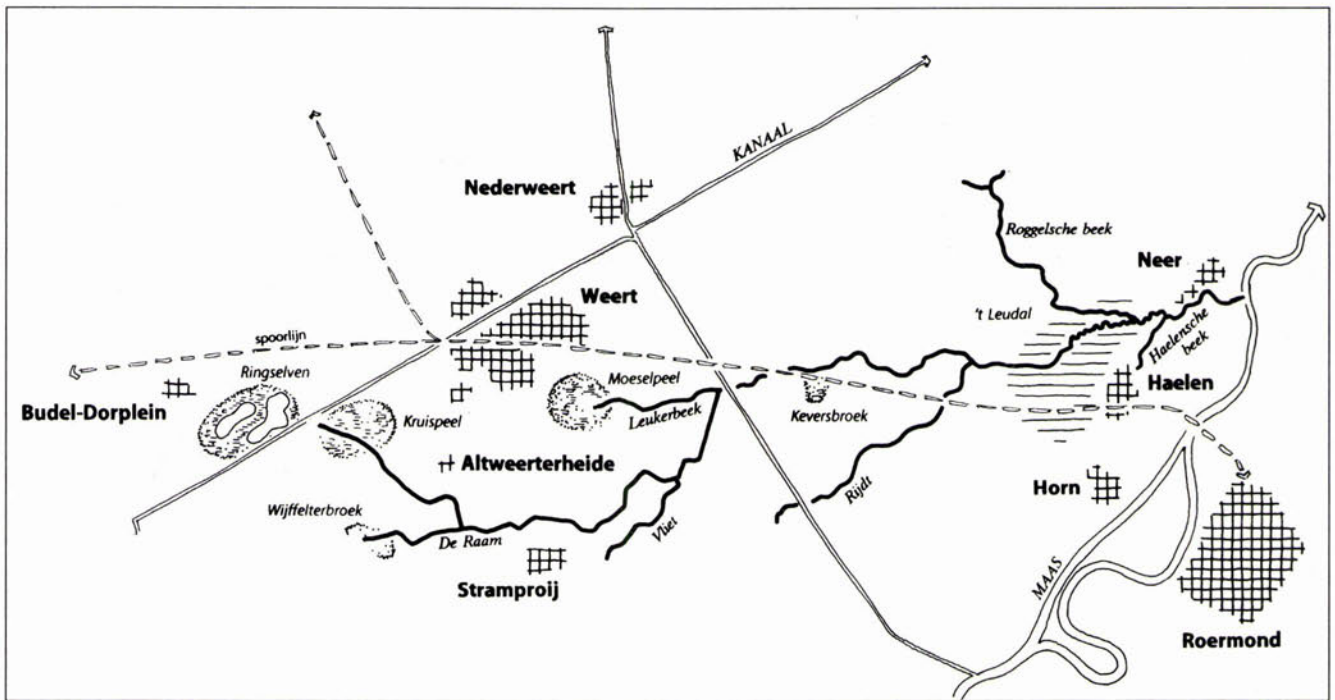 KANAAL
Nederweert
Roggelsche beek
Neer
Weert
't Leudal
spoorlijn
Haelensche
beek
Ringselven
Moeselpeel
Haelen
Budel-Dorplein
Kruispeel
Leukerbeek
Keversbroek
Altweerterheide
Horn
Rijdt
Wijffelterbroek
De Raam
Vliet
Stramproij
MAAS
Roermond